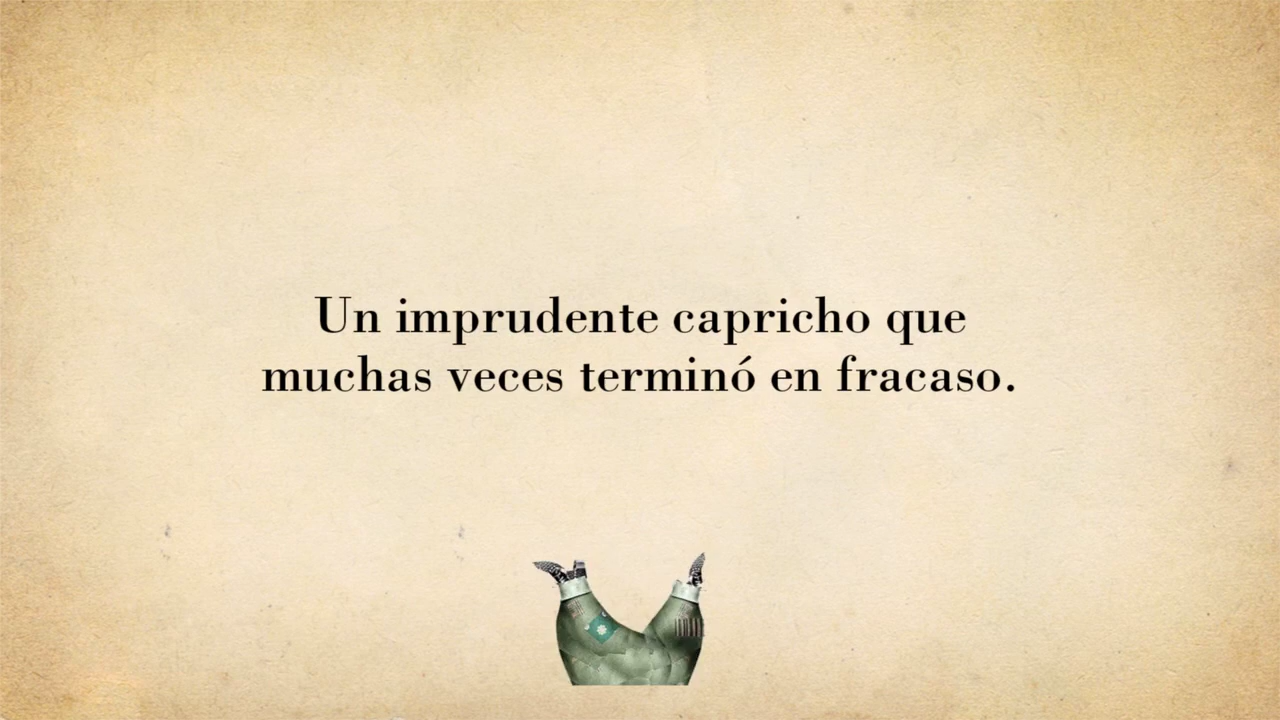 Un imprudente capricho que
muchas veces terminó en fracaso.